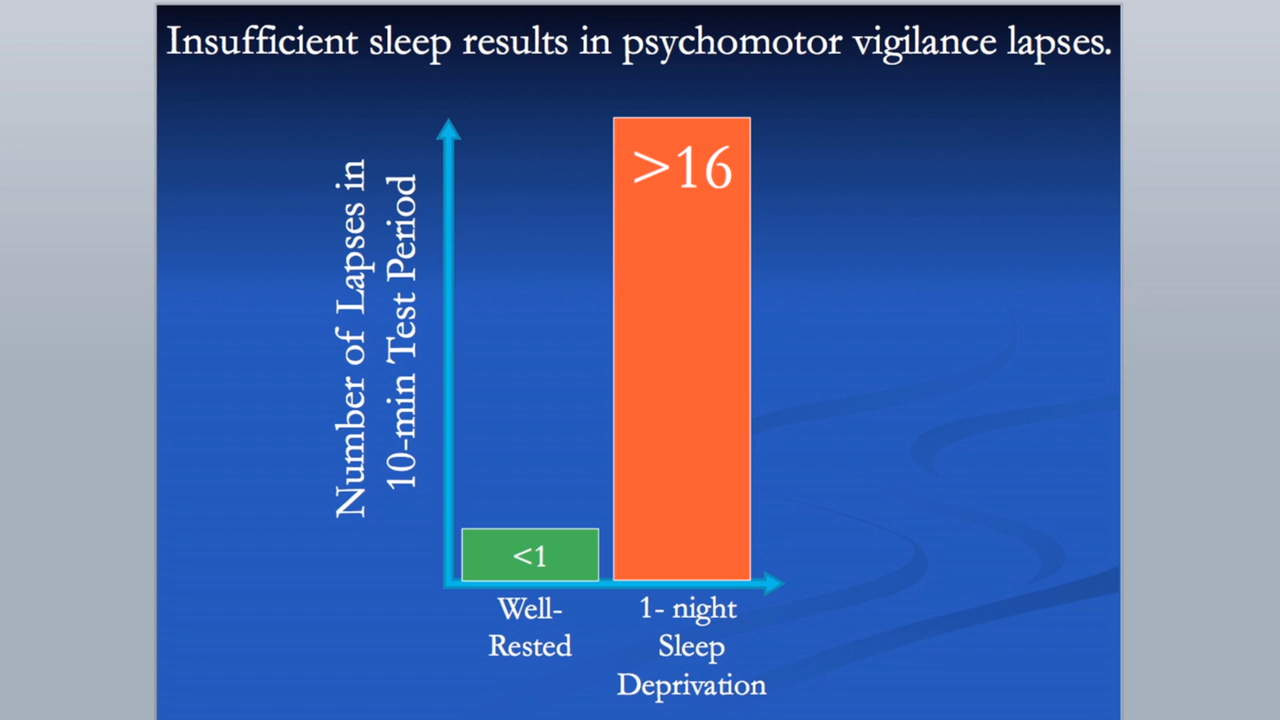 Insufficient sleep results in psychomotor vigilance lapses.
Number of Lapses in
10-min Test Period
>16
<1
Well-
Rested
1- night
Sleep
Deprivation